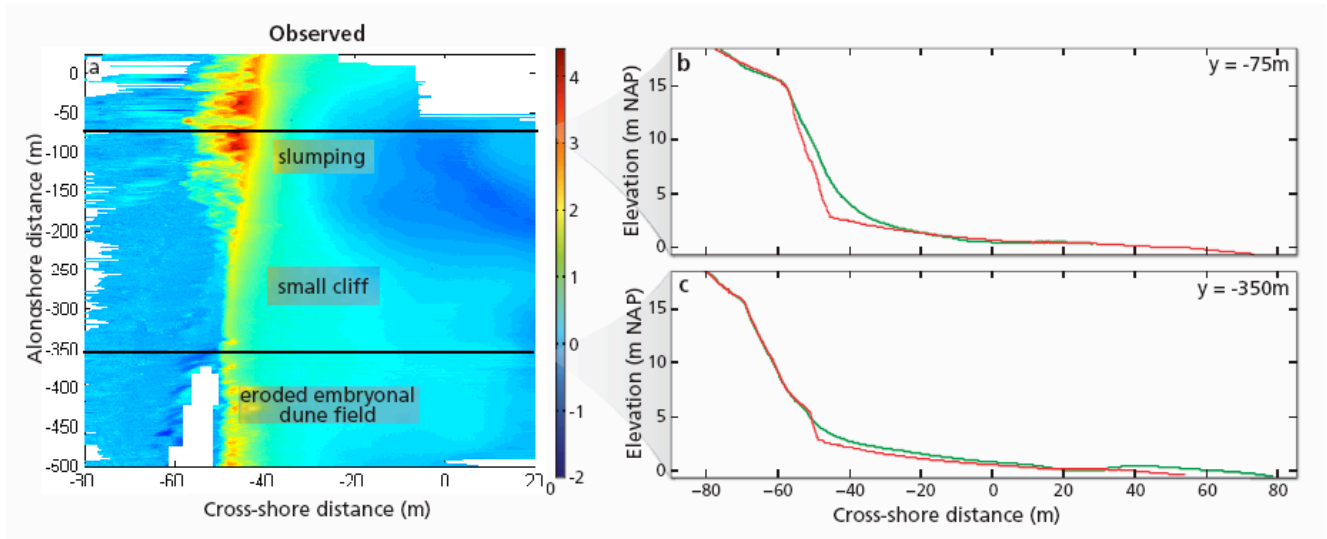 Observed
a
Alongshore distance (m)
0
-50
-100
-150
-200
-250
-300
-350
-400
-450
-500
slumping
small cliff
eroded embryonal
dune field
-20
0
Cross-shore distance (m)
4
3
2
1
0
-1
-2
0
b
y = -75m
Elevation (m NAP)
15
10
5
0
c
y = -350m
Elevation (m NAP)
15
10
5
0
-80
-60
-40
-20
0
20
40
60
80
Cross-shore distance (m)
-60
-40